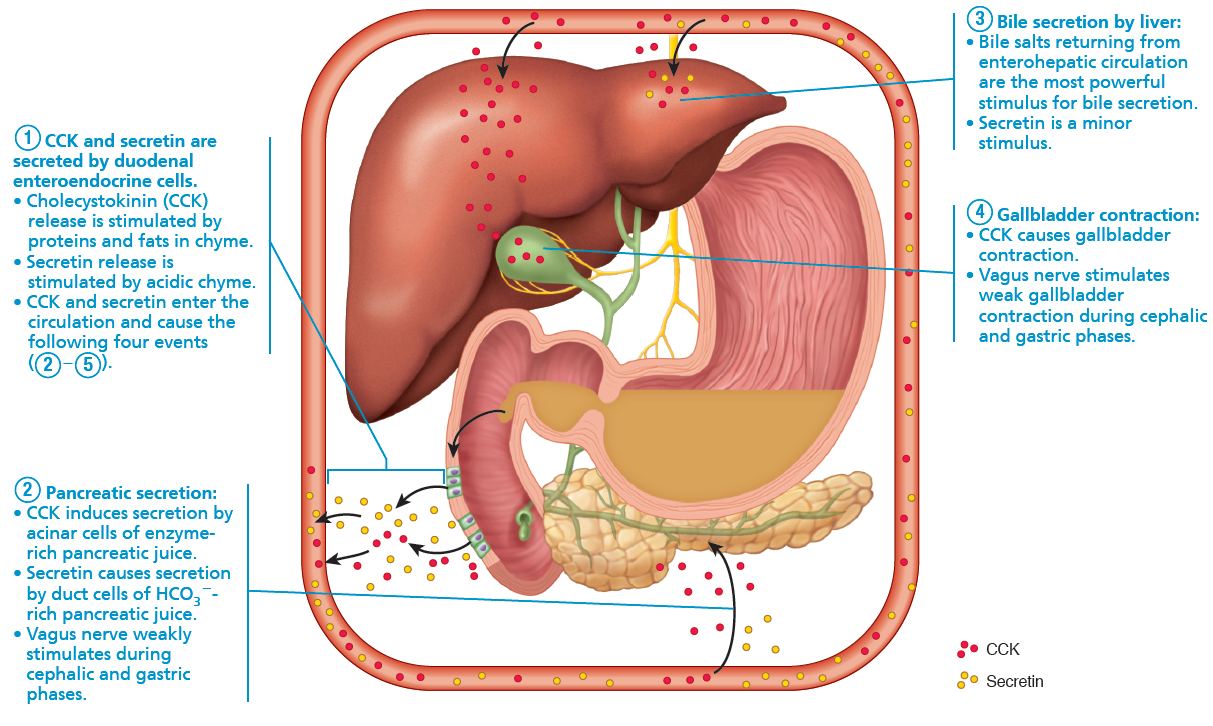 ① CCK and secretin are
secreted by duodenal
enteroendocrine cells.
• Cholecystokinin (CCK)
release is stimulated by
proteins and fats in chyme.
• Secretin release is
stimulated by acidic chyme.
• CCK and secretin enter the
circulation and cause the
following four events
(②–⑤).
② Pancreatic secretion:
• CCK induces secretion by
acinar cells of enzyme-
rich pancreatic juice.
• Secretin causes secretion
by duct cells of HCO₃⁻-
rich pancreatic juice.
• Vagus nerve weakly
stimulates during
cephalic and gastric
phases.
③ Bile secretion by liver:
• Bile salts returning from
enterohepatic circulation
are the most powerful
stimulus for bile secretion.
• Secretin is a minor
stimulus.
④ Gallbladder contraction:
• CCK causes gallbladder
contraction.
• Vagus nerve stimulates
weak gallbladder
contraction during cephalic
and gastric phases.
CCK
Secretin